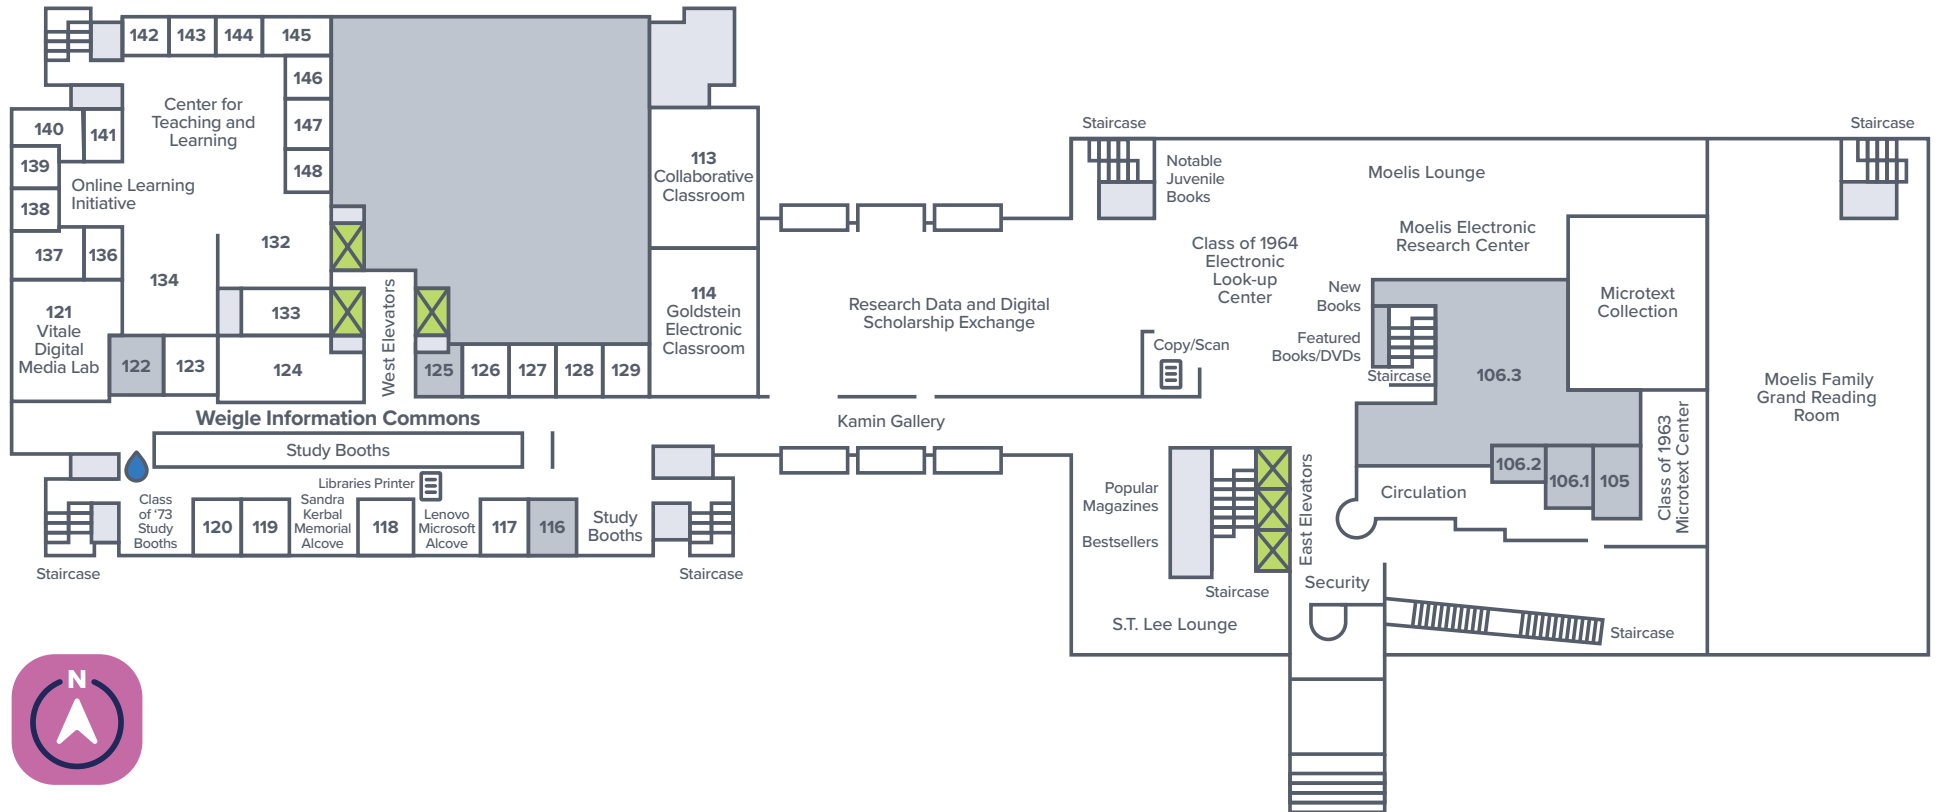 142
143
144
145
146
147
148
Center for
Teaching and
Learning
140
141
139
138
Online Learning
Initiative
137
136
134
132
133
121
Vitale
Digital
Media Lab
122
123
124
West Elevators
125
126
127
128
129
113
Collaborative
Classroom
114
Goldstein
Electronic
Classroom
Weigle Information Commons
Study Booths
Libraries Printer
Class
of ‘73
Study
Booths
120
119
Sandra
Kerbal
Memorial
Alcove
118
Lenovo
Microsoft
Alcove
117
116
Study
Booths
Staircase
Staircase
Research Data and Digital
Scholarship Exchange
Kamin Gallery
Staircase
Notable
Juvenile
Books
Moelis Lounge
Staircase
Class of 1964
Electronic
Look-up
Center
Moelis Electronic
Research Center
New
Books
Featured
Books/DVDs
Staircase
Copy/Scan
106.3
Microtext
Collection
Moelis Family
Grand Reading
Room
106.2
106.1
105
Class of 1963
Microtext Center
Circulation
Popular
Magazines
Bestsellers
East Elevators
Staircase
Security
S.T. Lee Lounge
Staircase
N